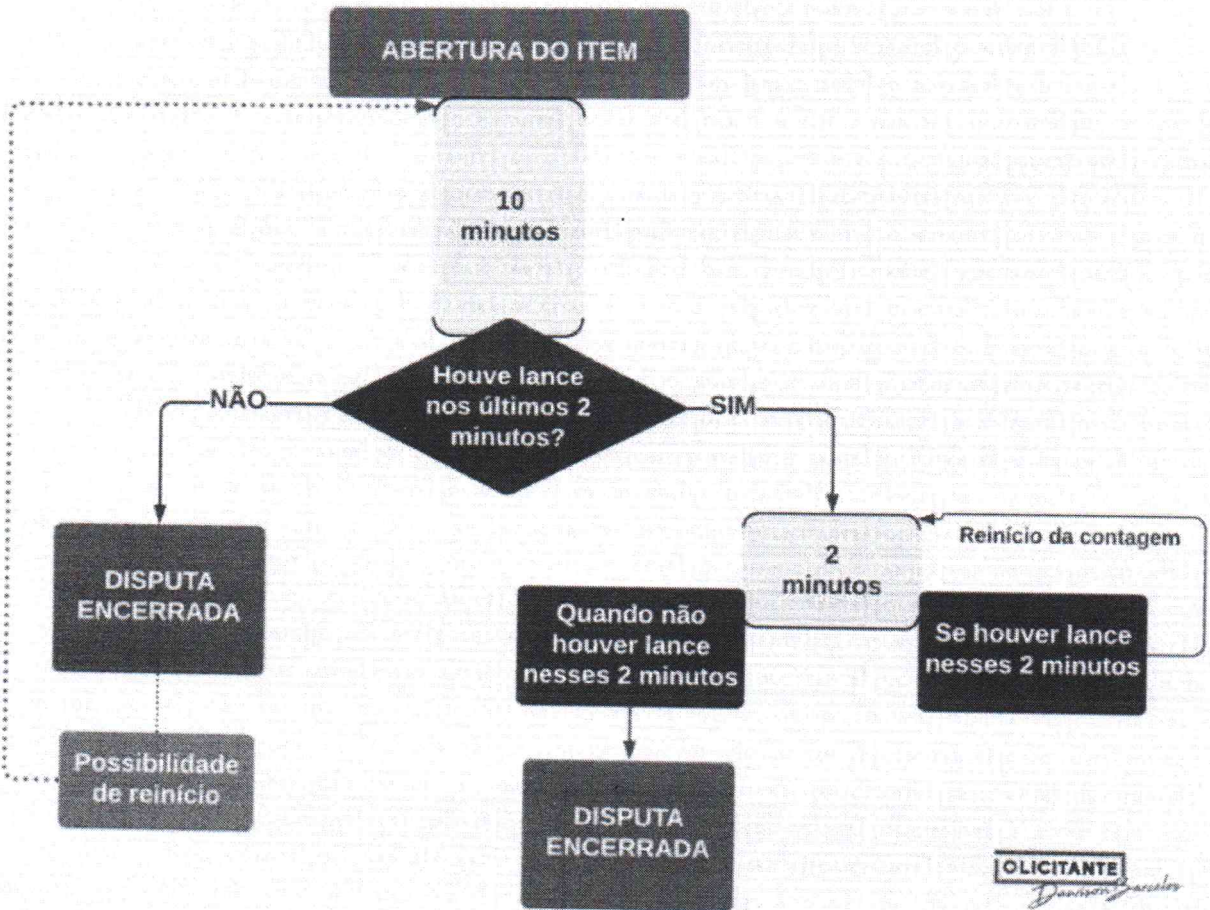 ABERTURA DO ITEM
10
minutos
Houve lance
nos últimos 2
minutos?
NÃO
SIM
DISPUTA
ENCERRADA
Possibilidade
de reinício
2
minutos
Reinício da contagem
Quando não
houver lance
nesses 2 minutos
Se houver lance
nesses 2 minutos
DISPUTA
ENCERRADA
OLICITANTE